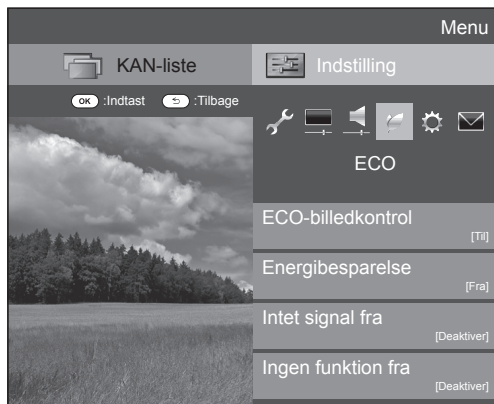 Menu
KAN-liste
Indstilling
OK :Indtast :Tilbage
ECO
ECO-billedkontrol
[Til]
Energibesparelse
[Fra]
Intet signal fra
[Deaktiver]
Ingen funktion fra
[Deaktiver]